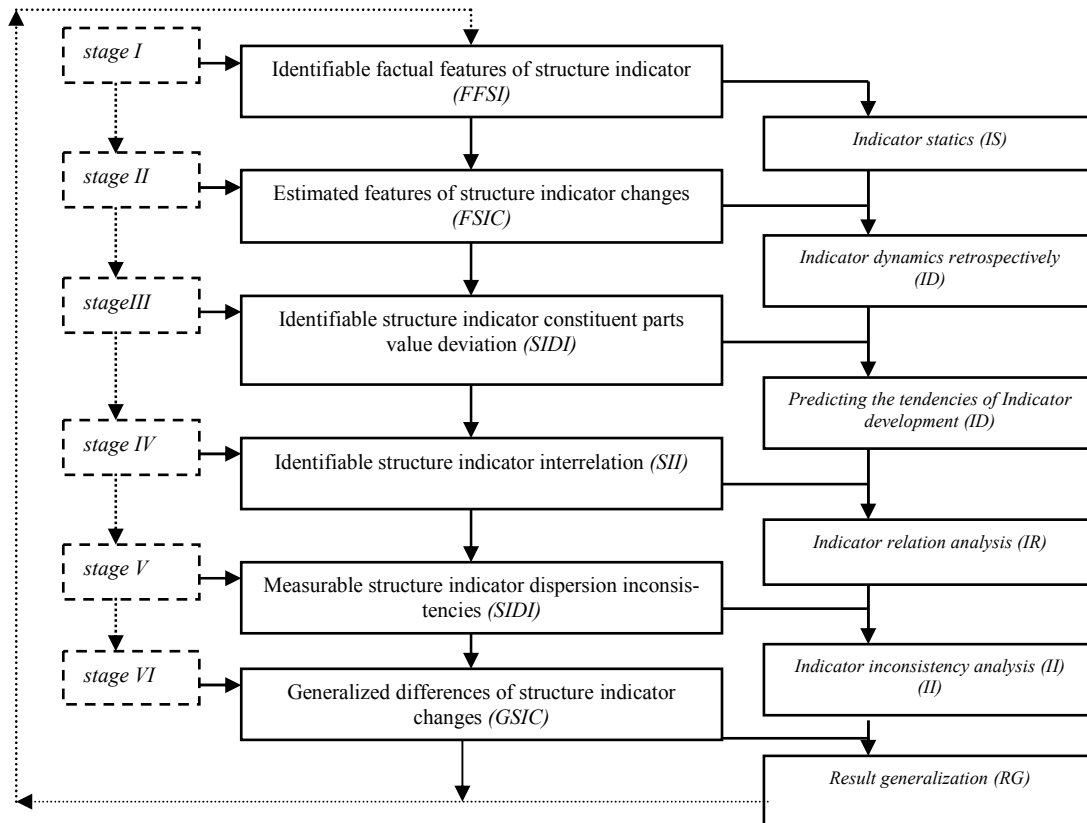 stage I
Identifiable factual features of structure indicator
(FFSI)
Indicator statics (IS)
stage II
Estimated features of structure indicator changes
(FSIC)
Indicator dynamics retrospectively
(ID)
stageIII
Identifiable structure indicator constituent parts
value deviation (SIDI)
Predicting the tendencies of Indicator
development (ID)
stage IV
Identifiable structure indicator interrelation (SII)
Indicator relation analysis (IR)
stage V
Measurable structure indicator dispersion inconsis-
tencies (SIDI)
Indicator inconsistency analysis (II)
(II)
stage VI
Generalized differences of structure indicator
changes (GSIC)
Result generalization (RG)